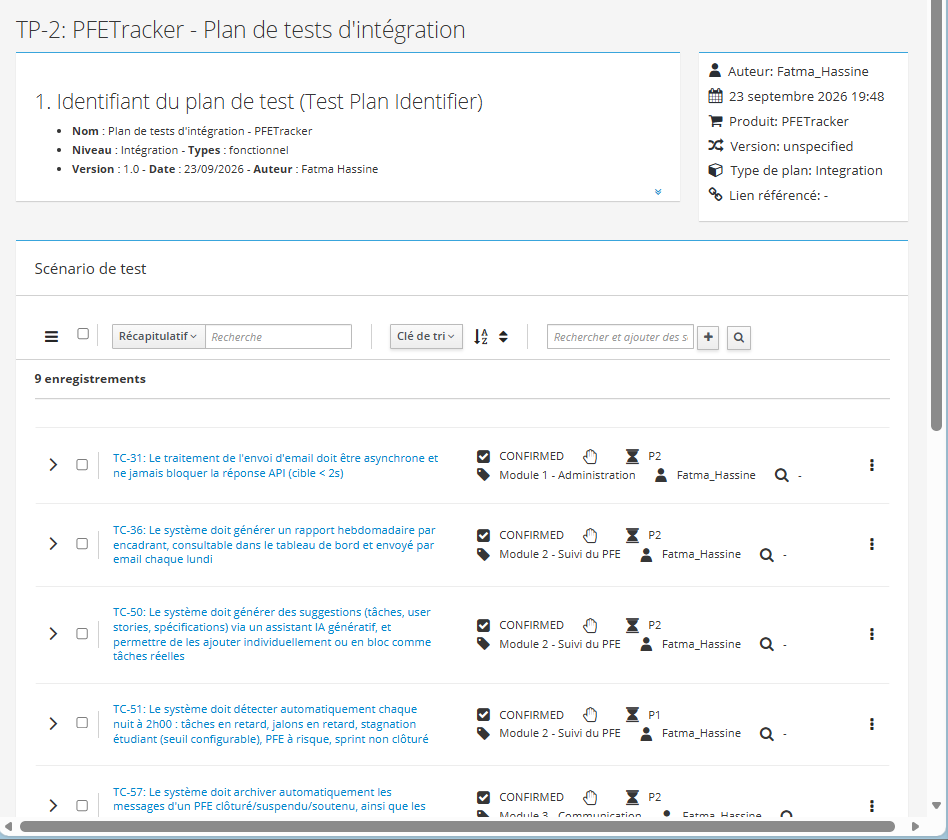 TP-2: PFETracker - Plan de tests d'intégration
1. Identifiant du plan de test (Test Plan Identifier)
Nom : Plan de tests d'intégration - PFETracker
Niveau : Intégration - Types : fonctionnel
Version : 1.0 - Date : 23/09/2026 - Auteur : Fatma Hassine
Auteur: Fatma_Hassine
23 septembre 2026 19:48
Produit: PFETracker
Version: unspecified
Type de plan: Integration
Lien référencé: -
Scénario de test
Récapitulatif
Recherche
Clé de tri
Rechercher et ajouter des s
9 enregistrements
TC-31: Le traitement de l'envoi d'email doit être asynchrone et
ne jamais bloquer la réponse API (cible < 2s)
CONFIRMED P2
Module 1 - Administration Fatma_Hassine -
TC-36: Le système doit générer un rapport hebdomadaire par
encadrant, consultable dans le tableau de bord et envoyé par
email chaque lundi
CONFIRMED P2
Module 2 - Suivi du PFE Fatma_Hassine -
TC-50: Le système doit générer des suggestions (tâches, user
stories, spécifications) via un assistant IA génératif, et
permettre de les ajouter individuellement ou en bloc comme
tâches réelles
CONFIRMED P2
Module 2 - Suivi du PFE Fatma_Hassine -
TC-51: Le système doit détecter automatiquement chaque
nuit à 2h00 : tâches en retard, jalons en retard, stagnation
étudiant (seuil configurable), PFE à risque, sprint non clôturé
CONFIRMED P1
Module 2 - Suivi du PFE Fatma_Hassine -
TC-57: Le système doit archiver automatiquement les
messages d'un PFE clôturé/suspendu/soutenu, ainsi que les
CONFIRMED P2
Module 3 - Communication Fatma_Hassine